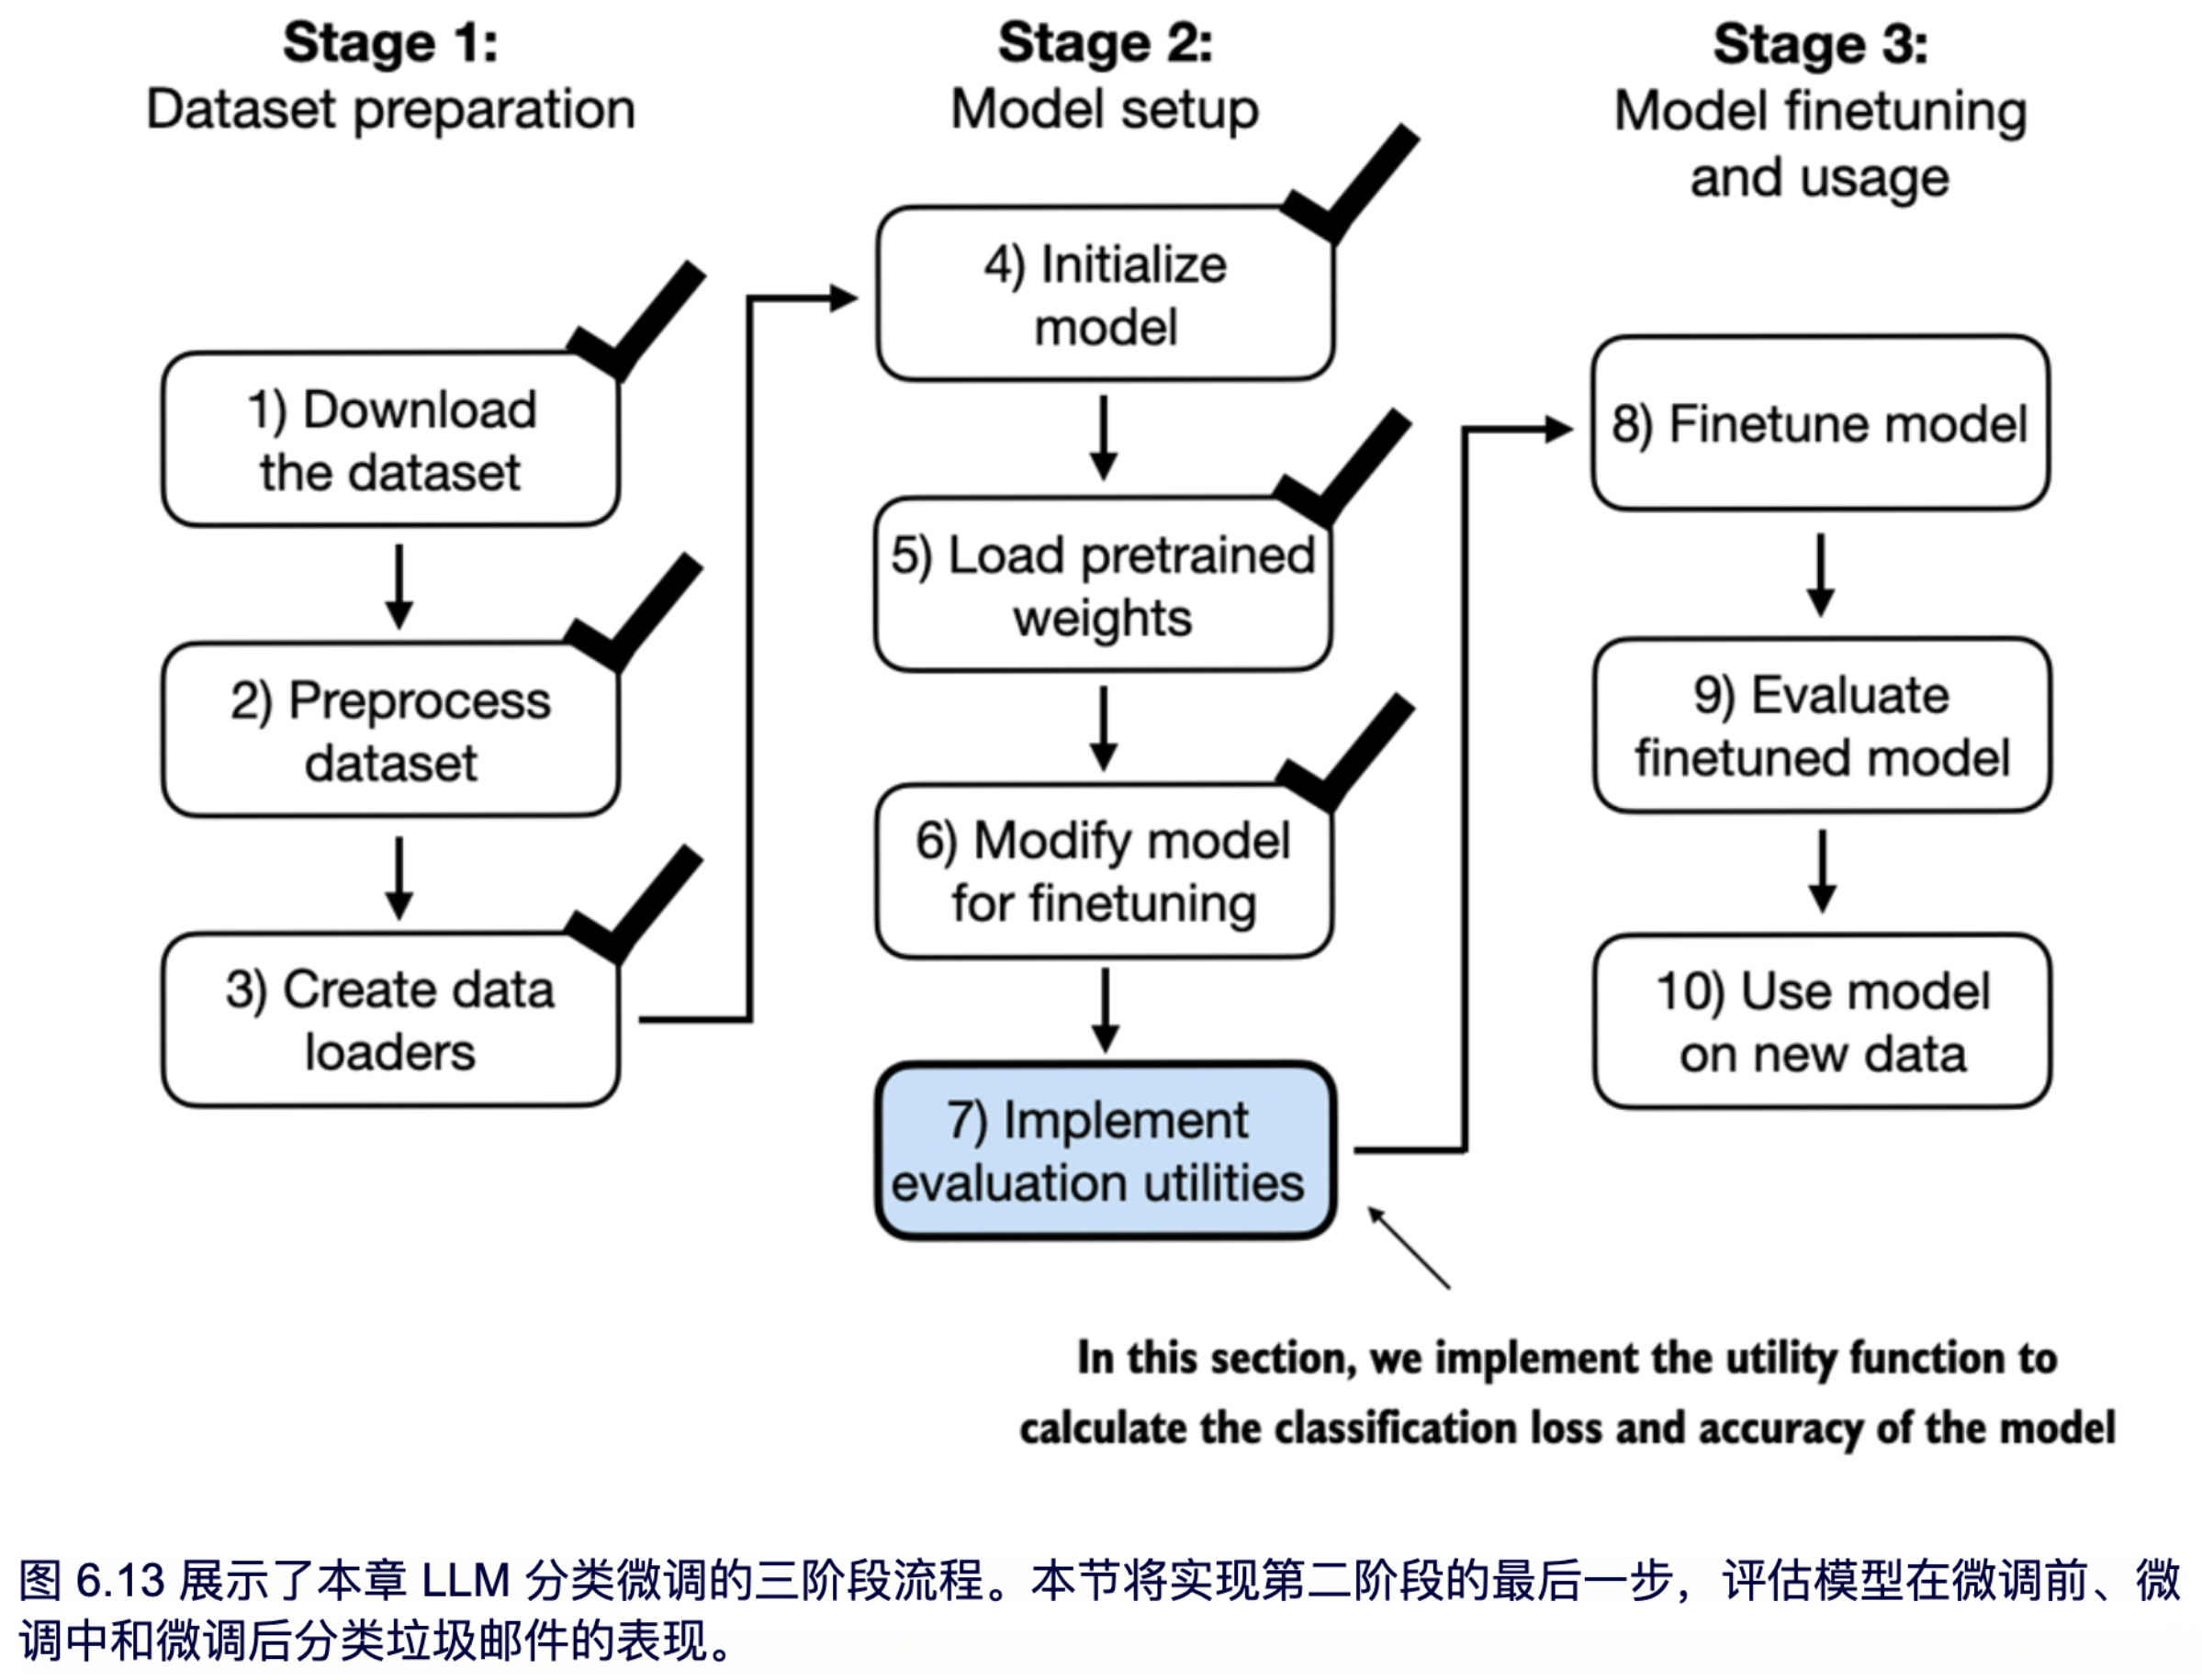 Stage 1:
Dataset preparation
1) Download
the dataset
2) Preprocess
dataset
3) Create data
loaders
Stage 2:
Model setup
4) Initialize
model
5) Load pretrained
weights
6) Modify model
for finetuning
7) Implement
evaluation utilities
Stage 3:
Model finetuning
and usage
8) Finetune model
9) Evaluate
finetuned model
10) Use model
on new data
In this section, we implement the utility function to
calculate the classification loss and accuracy of the model
图 6.13 展示了本章 LLM 分类微调的三阶段流程。本节将实现第二阶段的最后一步，评估模型在微调前、微
调中和微调后分类垃圾邮件的表现。